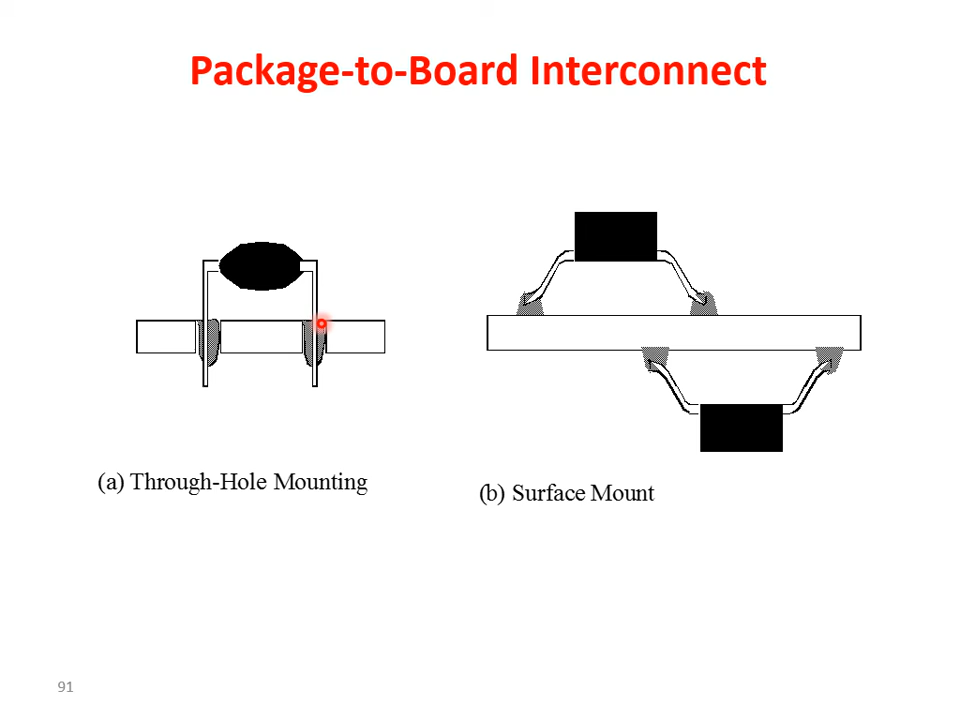 Package-to-Board Interconnect
(a) Through-Hole Mounting
(b) Surface Mount
91